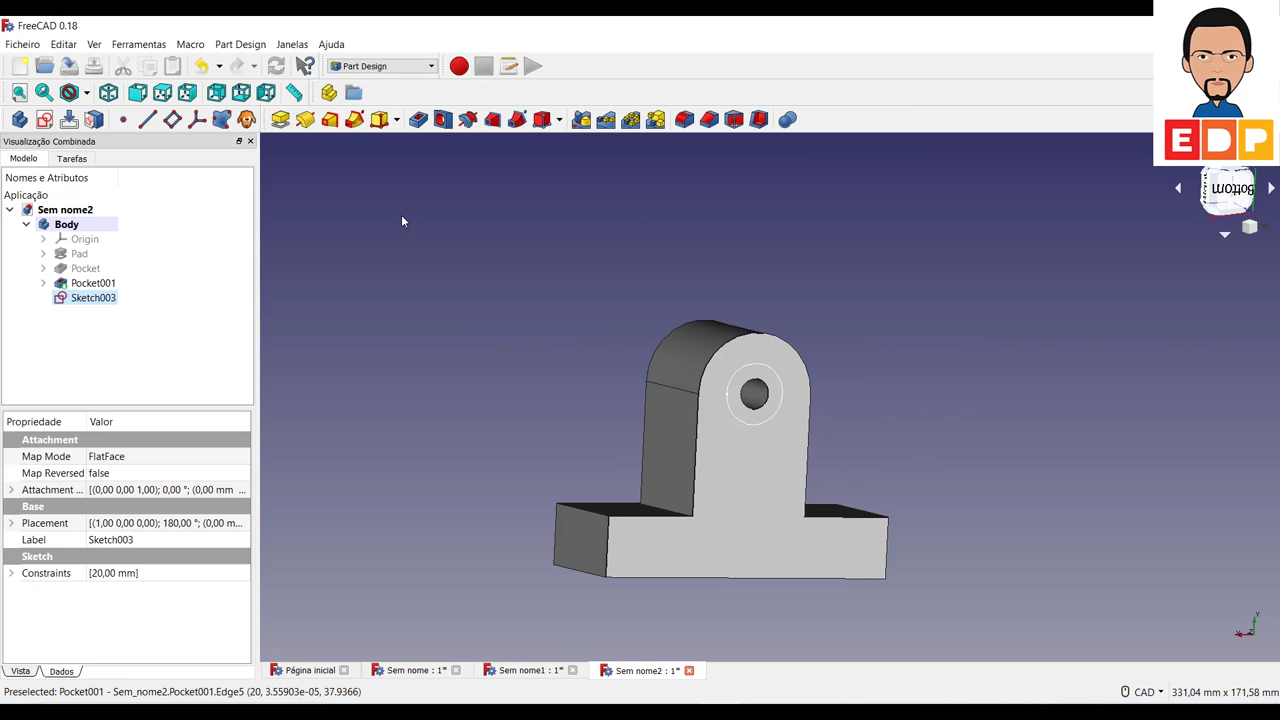 FreeCAD 0.18
Ficheiro Editar Ver Ferramentas Macro Part Design Janelas Ajuda
Part Design
EDP
Visualização Combinada
Modelo Tarefas
Nomes e Atributos
Aplicação
Sem nome2
Body
Origin
Pad
Pocket
Pocket001
Sketch003
Bottom
Propriedade Valor
Attachment
Map Mode FlatFace
Map Reversed false
Attachment ... [(0,00 0,00 1,00); 0,00 °; (0,00 mm ...
Base
Placement [(1,00 0,00 0,00); 180,00 °; (0,00 m...
Label Sketch003
Sketch
Constraints [20,00 mm]
Vista Dados
Página inicial Sem nome : 1* Sem nome1 : 1* Sem nome2 : 1*
Preselected: Pocket001 - Sem_nome2.Pocket001.Edge5 (20, 3.55903e-05, 37.9366) CAD 331,04 mm x 171,58 mm